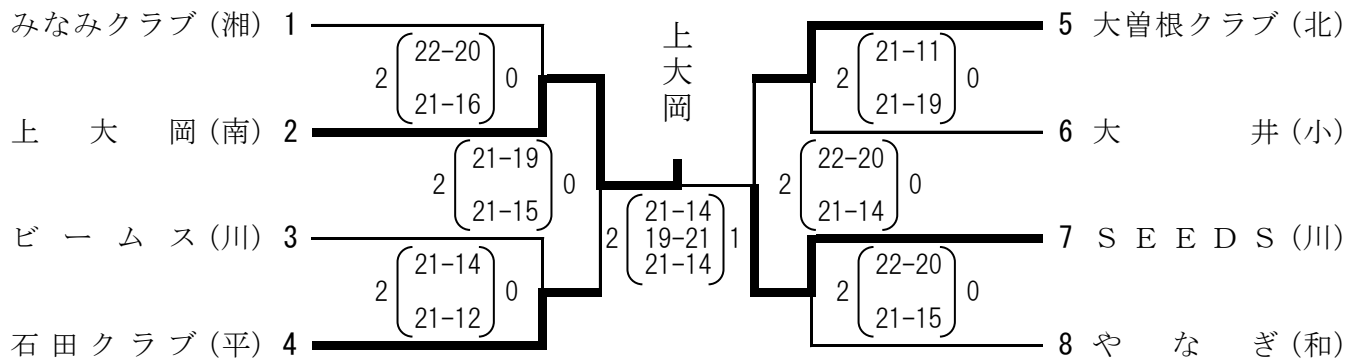 みなみクラブ (湘) 1
2 22-20 0
21-16
上大岡 (南) 2
2 21-19 0
21-15
ビームス (川) 3
2 21-14 0
21-12
石田クラブ (平) 4
上大岡
2 21-14 1
19-21
21-14
5 大曽根クラブ (北)
2 21-11 0
21-19
6 大井 (小)
2 22-20 0
21-14
7 ＳＥＥＤＳ (川)
2 22-20 0
21-15
8 やなぎ (和)